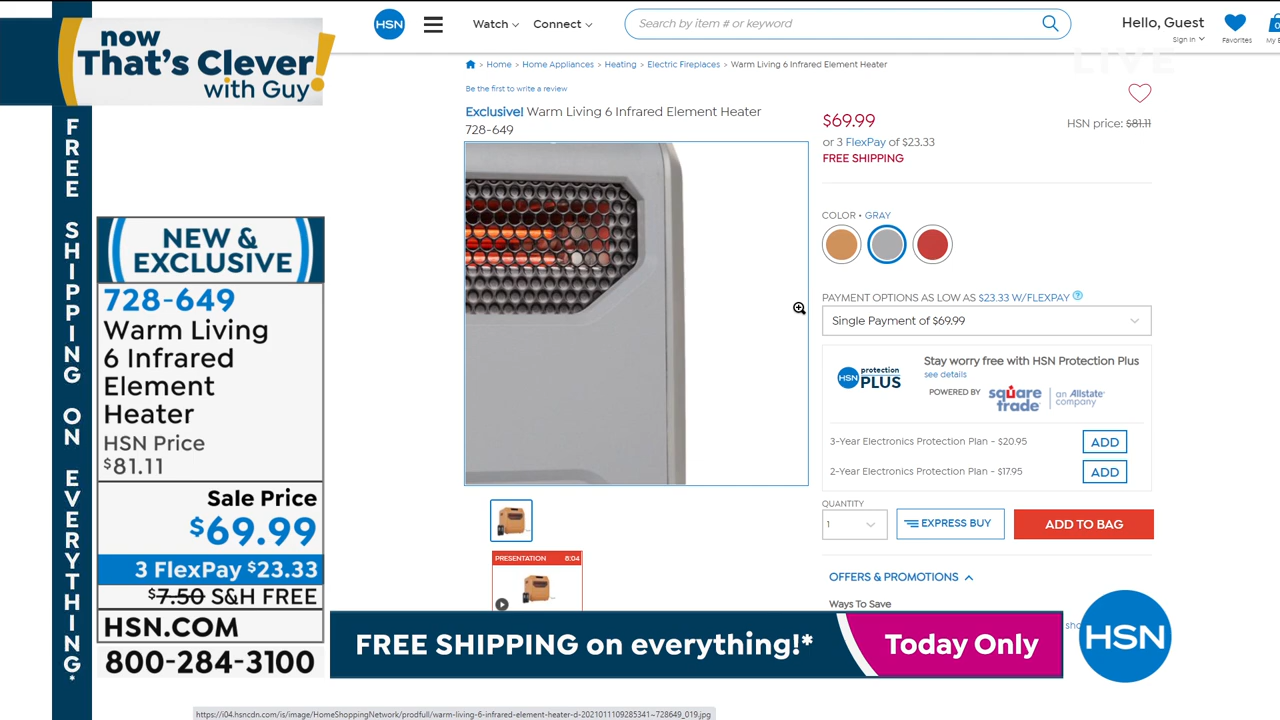 now
That's Clever!
with Guy
FREE SHIPPING ON EVERYTHING.*
NEW &
EXCLUSIVE
728-649
Warm Living
6 Infrared
Element
Heater
HSN Price
$81.11
Sale Price
$69.99
3 FlexPay $23.33
$7.50 S&H FREE
HSN.COM
800-284-3100
HSN
Watch
Connect
Search by item # or keyword
Hello, Guest
Sign In
Favorites
0
LIVE
> Home > Home Appliances > Heating > Electric Fireplaces > Warm Living 6 Infrared Element Heater
Be the first to write a review
Exclusive! Warm Living 6 Infrared Element Heater
728-649
$69.99
HSN price: $81.11
or 3 FlexPay of $23.33
FREE SHIPPING
COLOR • GRAY
PAYMENT OPTIONS AS LOW AS $23.33 W/FLEXPAY ?
Single Payment of $69.99
HSN protection PLUS
Stay worry free with HSN Protection Plus
see details
POWERED BY square trade an Allstate company
3-Year Electronics Protection Plan - $20.95
ADD
2-Year Electronics Protection Plan - $17.95
ADD
QUANTITY
1
EXPRESS BUY
ADD TO BAG
PRESENTATION 8:04
OFFERS & PROMOTIONS
Ways To Save
FREE SHIPPING on everything!*
Today Only
HSN
https://i04.hsncdn.com/is/image/HomeShoppingNetwork/prodfull/warm-living-6-infrared-element-heater-d-2021011109285341~728649_019.jpg